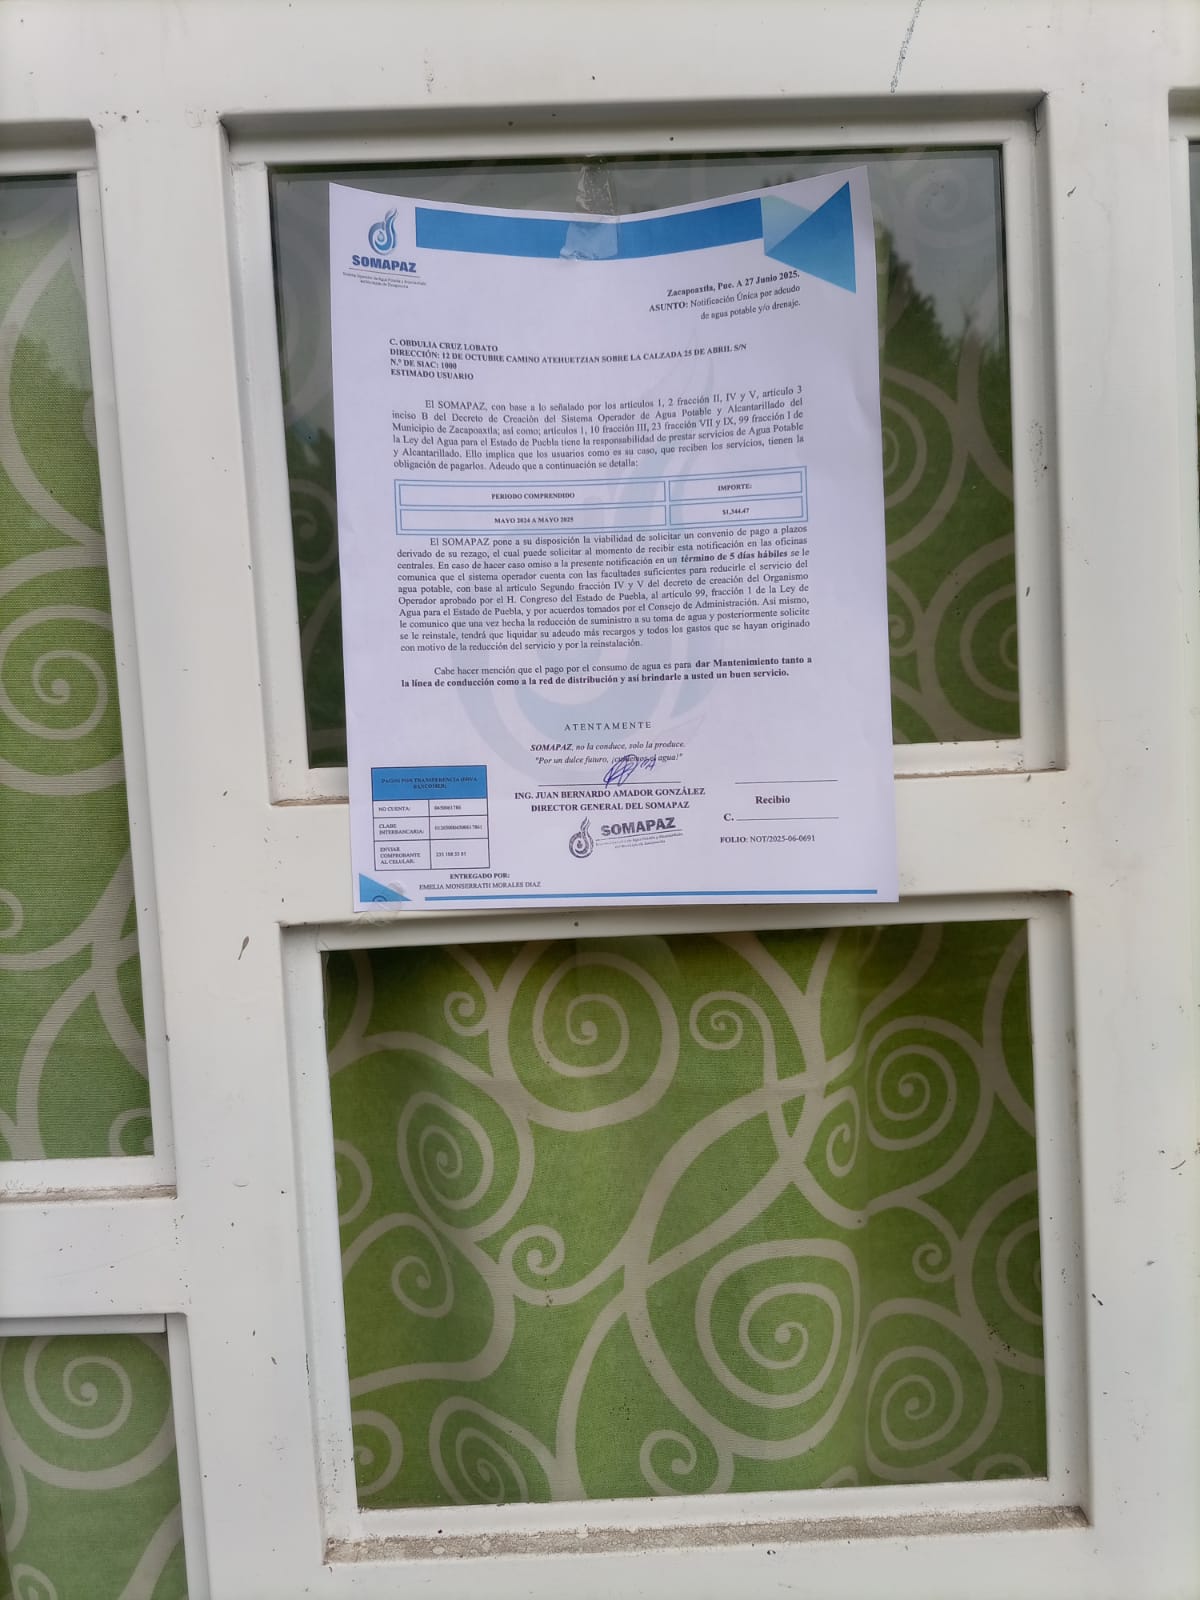 SOMAPAZ
Zacapoaxtla, Pue. A 27 Junio 2025.
ASUNTO: Notificación Única por adeudo
de agua potable y/o drenaje.
C. OBDULIA CRUZ LOBATO
DIRECCIÓN: 12 DE OCTUBRE CAMINO ATEHUETZIAN SOBRE LA CALZADA 25 DE ABRIL S/N
N.° DE SIAC: 1000
ESTIMADO USUARIO
El SOMAPAZ, con base a lo señalado por los artículos 1, 2 fracción II, IV y V, artículo 3
inciso B del Decreto de Creación del Sistema Operador de Agua Potable y Alcantarillado del
Municipio de Zacapoaxtla; así como; artículos 1, 10 fracción III, 23 fracción VII y IX, 99 fracción I de
la Ley del Agua para el Estado de Puebla tiene la responsabilidad de prestar servicios de Agua Potable
y Alcantarillado. Ello implica que los usuarios como es su caso, que reciben los servicios, tienen la
obligación de pagarlos. Adeudo que a continuación se detalla:
PERIODO COMPRENDIDO
IMPORTE:
MAYO 2024 A MAYO 2025
$1,344.47
El SOMAPAZ pone a su disposición la viabilidad de solicitar un convenio de pago a plazos
derivado de su rezago, el cual puede solicitar al momento de recibir esta notificación en las oficinas
centrales. En caso de hacer caso omiso a la presente notificación en un término de 5 días hábiles se le
comunica que el sistema operador cuenta con las facultades suficientes para reducirle el servicio del
agua potable, con base al artículo Segundo fracción IV y V del decreto de creación del Organismo
Operador aprobado por el H. Congreso del Estado de Puebla, al artículo 99, fracción 1 de la Ley de
Agua para el Estado de Puebla, y por acuerdos tomados por el Consejo de Administración. Así mismo,
le comunico que una vez hecha la reducción de suministro a su toma de agua y posteriormente solicite
se le reinstale, tendrá que liquidar su adeudo más recargos y todos los gastos que se hayan originado
con motivo de la reducción del servicio y por la reinstalación.
Cabe hacer mención que el pago por el consumo de agua es para dar Mantenimiento tanto a
la línea de conducción como a la red de distribución y así brindarle a usted un buen servicio.
ATENTAMENTE
SOMAPAZ, no la conduce, solo la produce.
"Por un dulce futuro, ¡cuidemos el agua!"
ING. JUAN BERNARDO AMADOR GONZÁLEZ
DIRECTOR GENERAL DEL SOMAPAZ
SOMAPAZ
Recibio
C.
FOLIO: NOT/2025-06-0691
PAGOS POR TRANSFERENCIA (BBVA
BANCOMER)
NO CUENTA:
CLABE
INTERBANCARIA:
ENVIAR
COMPROBANTE
AL CELULAR.
ENTREGADO POR:
EMELIA MONSERRATH MORALES DIAZ